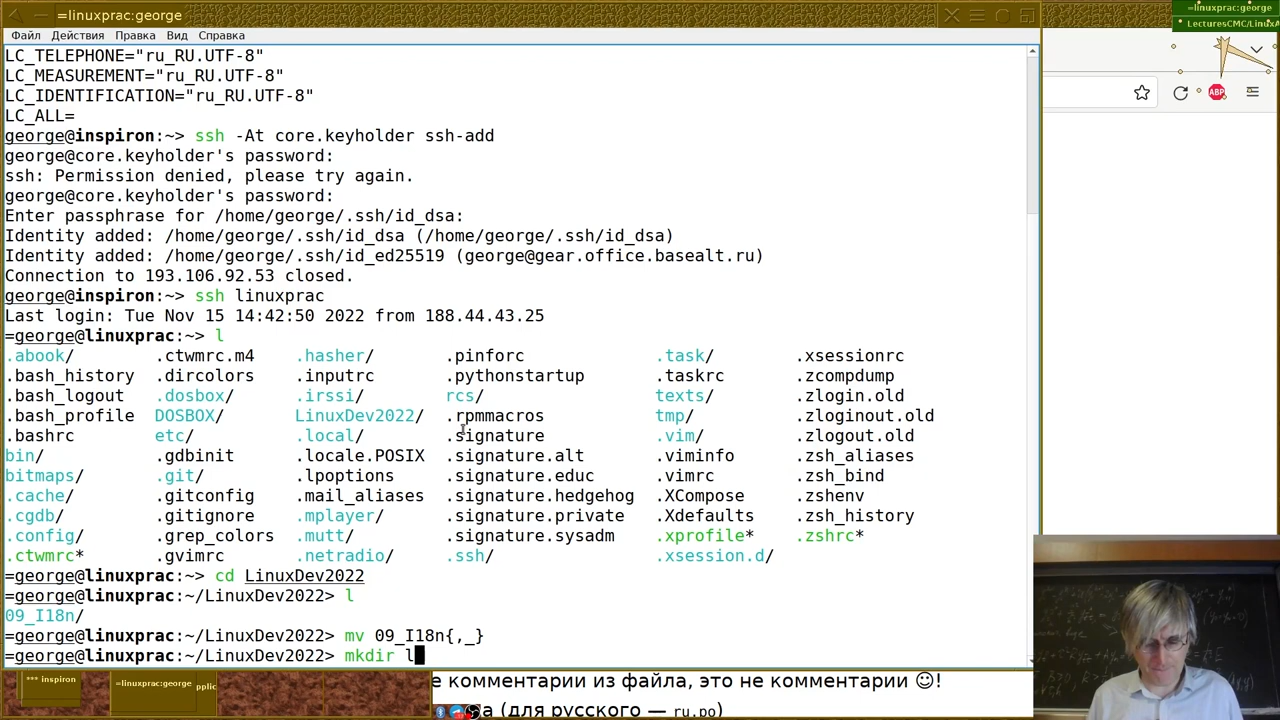 =linuxprac:george
=linuxprac:george
LecturesCMC/LinuxA
Файл Действия Правка Вид Справка
LC_TELEPHONE="ru_RU.UTF-8"
LC_MEASUREMENT="ru_RU.UTF-8"
LC_IDENTIFICATION="ru_RU.UTF-8"
LC_ALL=
george@inspiron:~> ssh -At core.keyholder ssh-add
george@core.keyholder's password:
ssh: Permission denied, please try again.
george@core.keyholder's password:
Enter passphrase for /home/george/.ssh/id_dsa:
Identity added: /home/george/.ssh/id_dsa (/home/george/.ssh/id_dsa)
Identity added: /home/george/.ssh/id_ed25519 (george@gear.office.basealt.ru)
Connection to 193.106.92.53 closed.
george@inspiron:~> ssh linuxprac
Last login: Tue Nov 15 14:42:50 2022 from 188.44.43.25
=george@linuxprac:~> l
.abook/ .ctwmrc.m4 .hasher/ .pinforc .task/ .xsessionrc
.bash_history .dircolors .inputrc .pythonstartup .taskrc .zcompdump
.bash_logout .dosbox/ .irssi/ rcs/ texts/ .zlogin.old
.bash_profile DOSBOX/ LinuxDev2022/ .rpmmacros tmp/ .zloginout.old
.bashrc etc/ .local/ .signature .vim/ .zlogout.old
bin/ .gdbinit .locale.POSIX .signature.alt .viminfo .zsh_aliases
bitmaps/ .git/ .lpoptions .signature.educ .vimrc .zsh_bind
.cache/ .gitconfig .mail_aliases .signature.hedgehog .XCompose .zshenv
.cgdb/ .gitignore .mplayer/ .signature.private .Xdefaults .zsh_history
.config/ .grep_colors .mutt/ .signature.sysadm .xprofile* .zshrc*
.ctwmrc* .gvimrc .netradio/ .ssh/ .xsession.d/
=george@linuxprac:~> cd LinuxDev2022
=george@linuxprac:~/LinuxDev2022> l
09_I18n/
=george@linuxprac:~/LinuxDev2022> mv 09_I18n{,_}
=george@linuxprac:~/LinuxDev2022> mkdir l
ABP
*** inspiron
=linuxprac:george
е комментарии из файла, это не комментарии ☺!
а (для русского — ru.po)